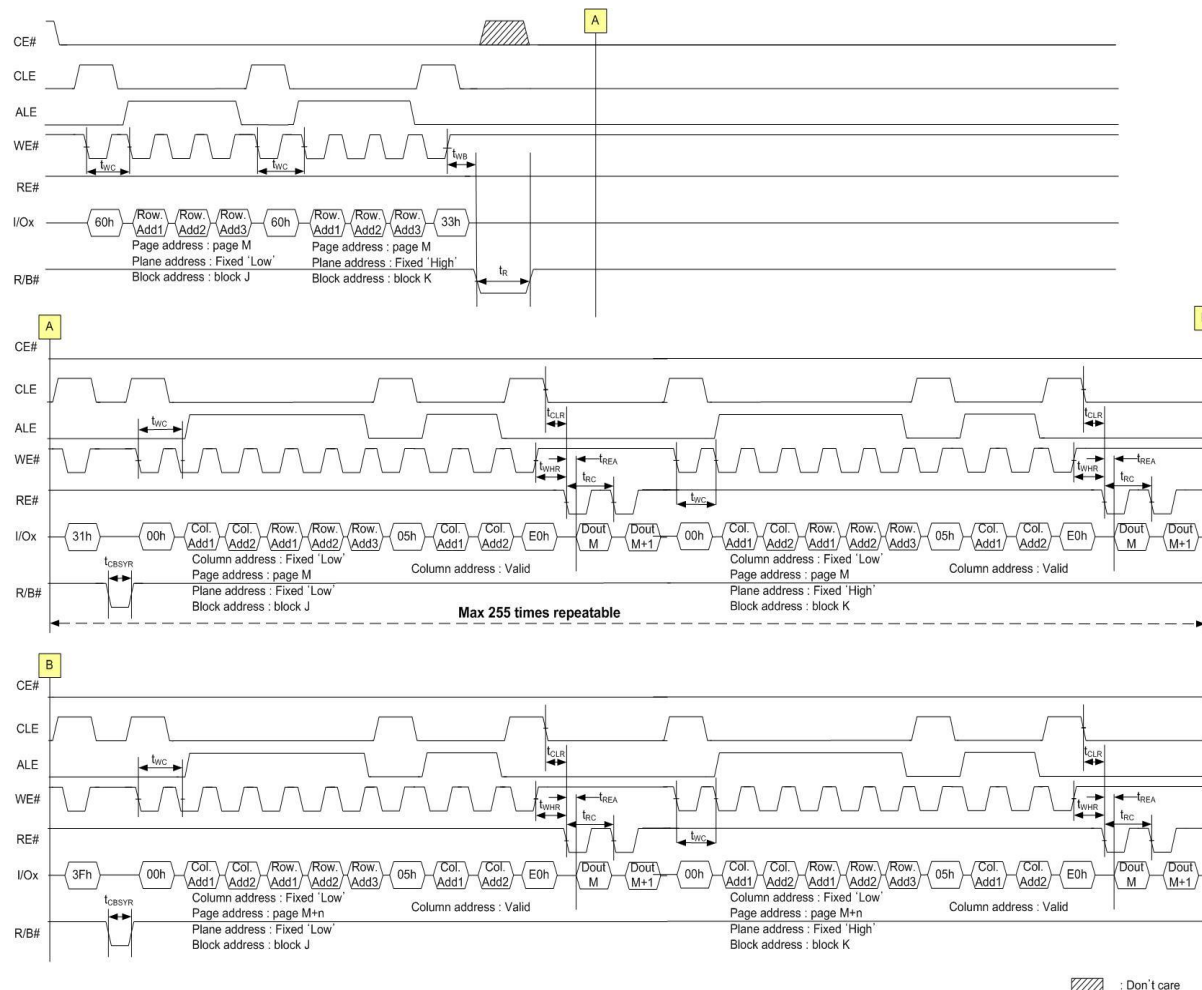 A
CE#
CLE
ALE
WE#
tWC
tWC
tWB
RE#
I/Ox
60h
Row. Add1
Row. Add2
Row. Add3
60h
Row. Add1
Row. Add2
Row. Add3
33h
Page address : page M
Plane address : Fixed 'Low'
Block address : block J
Page address : page M
Plane address : Fixed 'High'
Block address : block K
R/B#
tR
A
CE#
CLE
ALE
tWC
tCLR
tCLR
WE#
tWHR
tREA
tRC
tWC
tWHR
tREA
tRC
RE#
I/Ox
31h
00h
Col. Add1
Col. Add2
Row. Add1
Row. Add2
Row. Add3
05h
Col. Add1
Col. Add2
E0h
Dout M
Dout M+1
00h
Col. Add1
Col. Add2
Row. Add1
Row. Add2
Row. Add3
05h
Col. Add1
Col. Add2
E0h
Dout M
Dout M+1
tCBSYR
Column address : Fixed 'Low'
Page address : page M
Plane address : Fixed 'Low'
Block address : block J
Column address : Valid
Column address : Fixed 'Low'
Page address : page M
Plane address : Fixed 'High'
Block address : block K
Column address : Valid
R/B#
Max 255 times repeatable
B
CE#
CLE
ALE
tWC
tCLR
tCLR
WE#
tWHR
tREA
tRC
tWC
tWHR
tREA
tRC
RE#
I/Ox
3Fh
00h
Col. Add1
Col. Add2
Row. Add1
Row. Add2
Row. Add3
05h
Col. Add1
Col. Add2
E0h
Dout M
Dout M+1
00h
Col. Add1
Col. Add2
Row. Add1
Row. Add2
Row. Add3
05h
Col. Add1
Col. Add2
E0h
Dout M
Dout M+1
tCBSYR
Column address : Fixed 'Low'
Page address : page M+n
Plane address : Fixed 'Low'
Block address : block J
Column address : Valid
Column address : Fixed 'Low'
Page address : page M+n
Plane address : Fixed 'High'
Block address : block K
Column address : Valid
R/B#
: Don't care